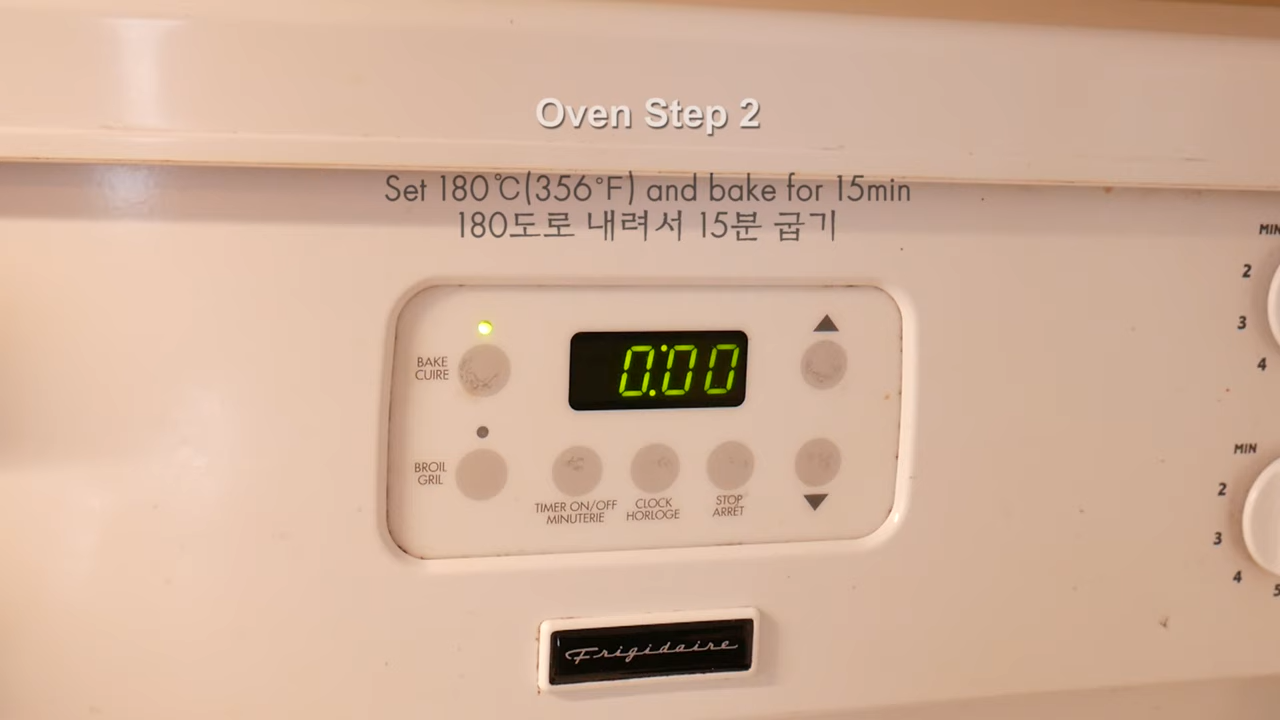 Oven Step 2
Set 180℃(356°F) and bake for 15min
180도로 내려서 15분 굽기
MIN
2
3
4
BAKE
CUIRE
0:00
BROIL
GRIL
TIMER ON/OFF
MINUTERIE
CLOCK
HORLOGE
STOP
ARRÊT
MIN
2
3
4
5
Frigidaire